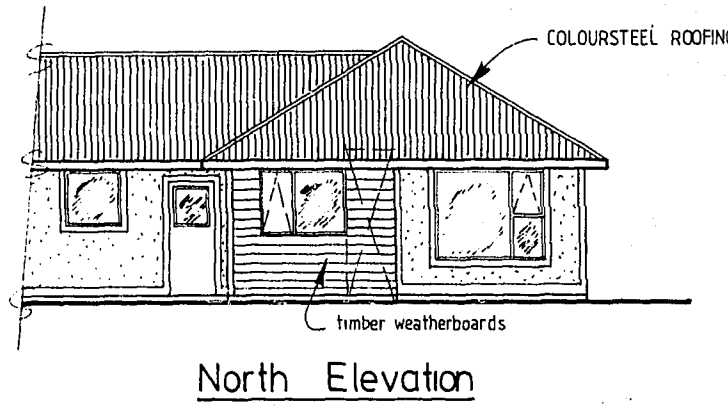 COLOURSTEEL ROOFING
timber weatherboards
North Elevation